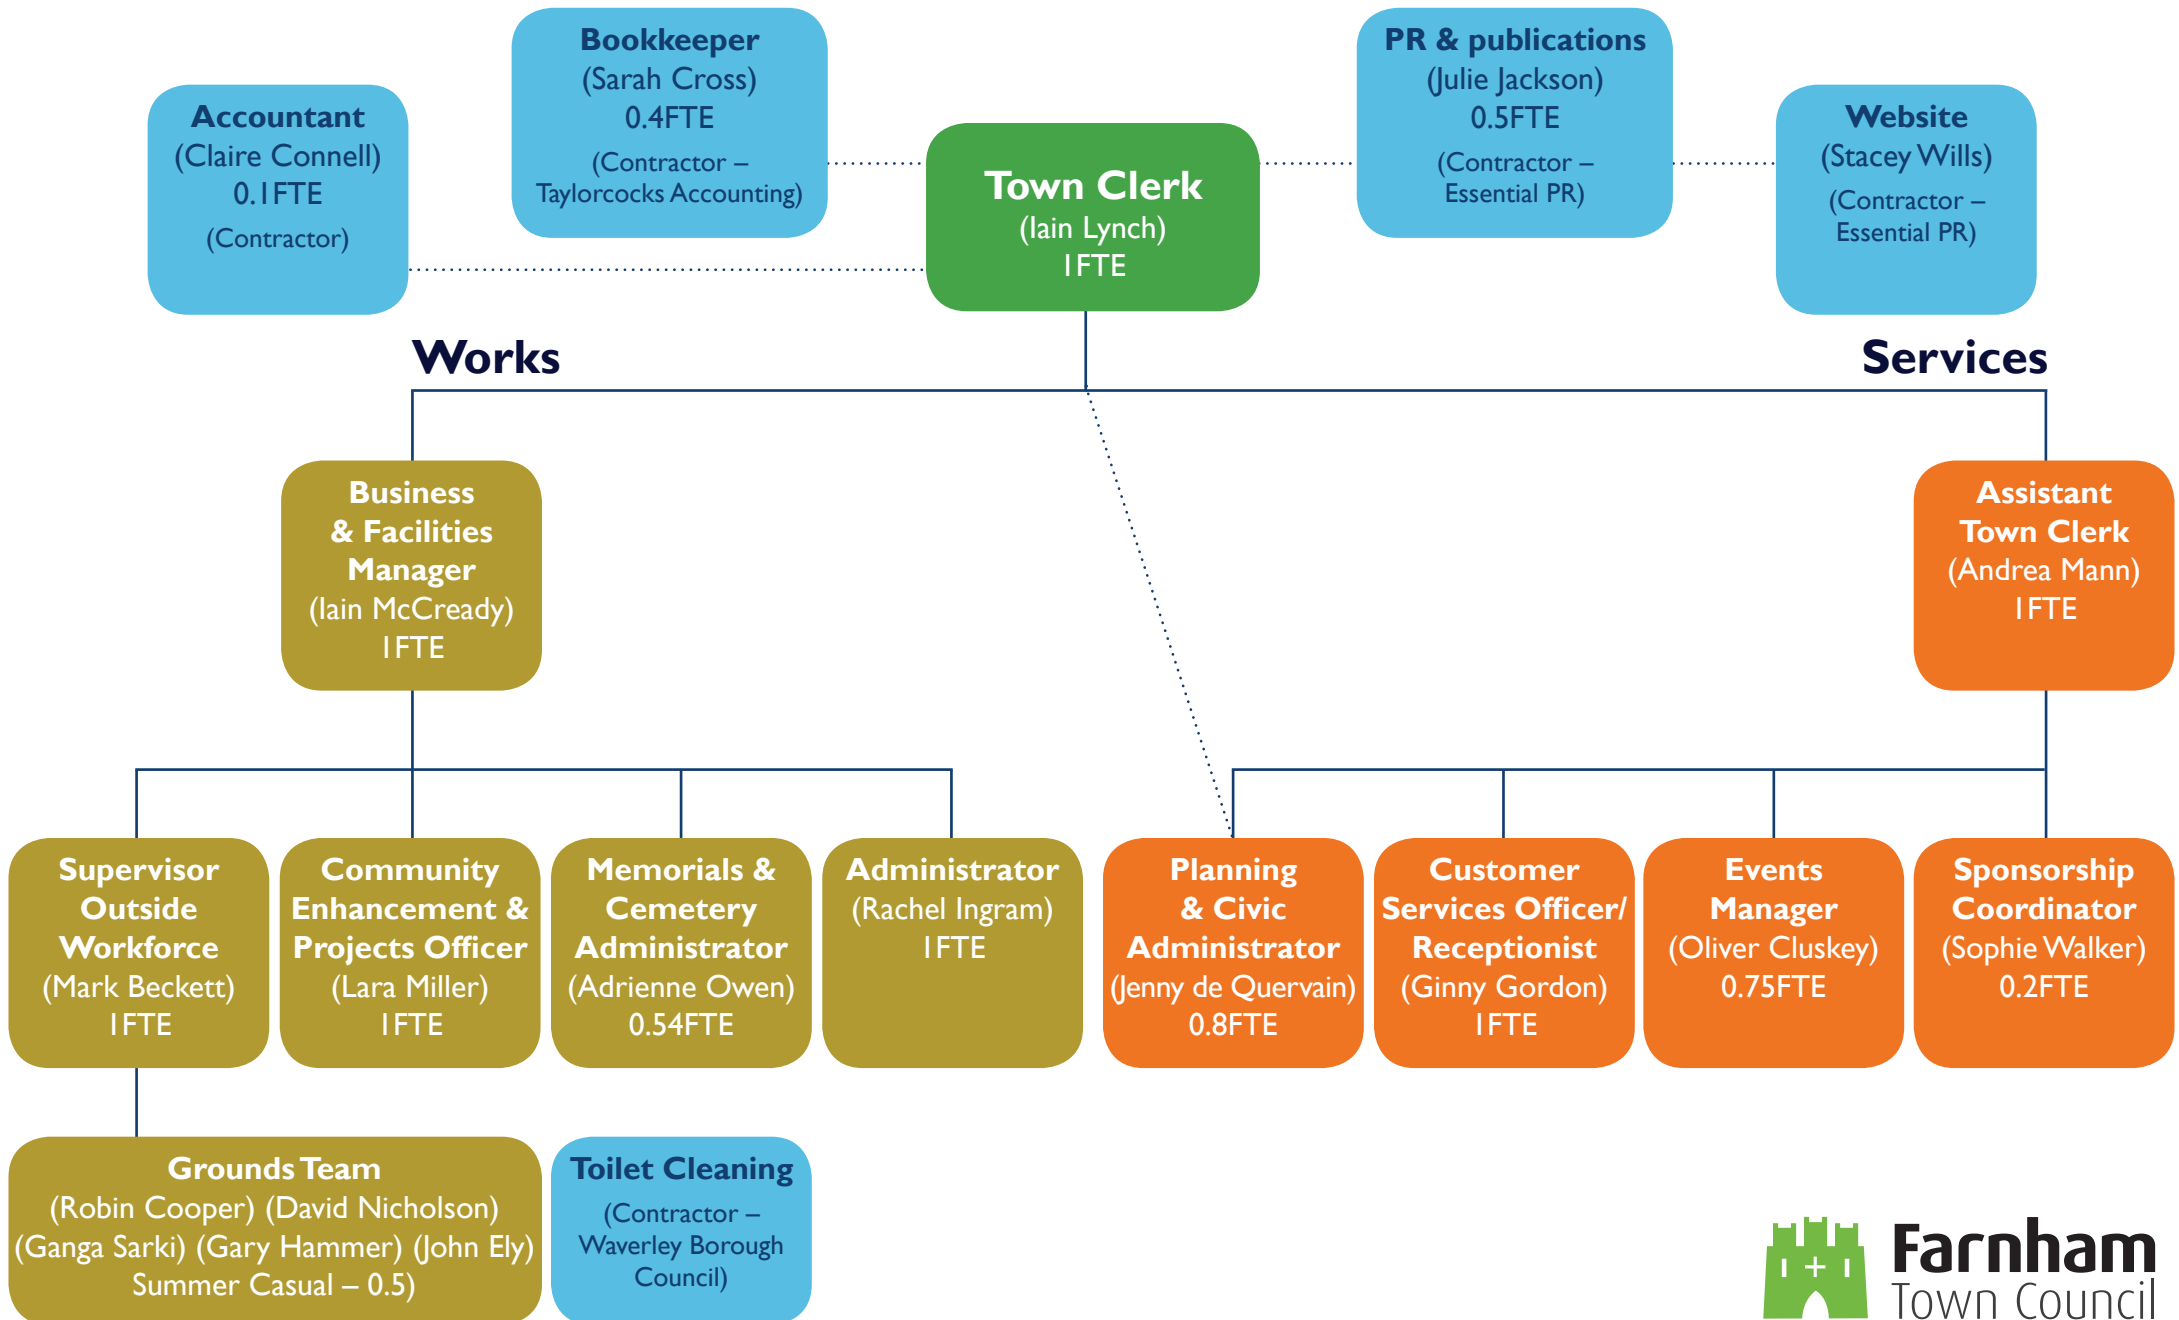 Bookkeeper
(Sarah Cross)
0.4FTE
(Contractor –
Taylorcocks Accounting)
PR & publications
(Julie Jackson)
0.5FTE
(Contractor –
Essential PR)
Accountant
(Claire Connell)
0.1FTE
(Contractor)
Town Clerk
(Iain Lynch)
1FTE
Website
(Stacey Wills)
(Contractor –
Essential PR)
Works
Services
Business
& Facilities
Manager
(Iain McCready)
1FTE
Assistant
Town Clerk
(Andrea Mann)
1FTE
Supervisor
Outside
Workforce
(Mark Beckett)
1FTE
Community
Enhancement &
Projects Officer
(Lara Miller)
1FTE
Memorials &
Cemetery
Administrator
(Adrienne Owen)
0.54FTE
Administrator
(Rachel Ingram)
1FTE
Planning
& Civic
Administrator
(Jenny de Quervain)
0.8FTE
Customer
Services Officer/
Receptionist
(Ginny Gordon)
1FTE
Events
Manager
(Oliver Cluskey)
0.75FTE
Sponsorship
Coordinator
(Sophie Walker)
0.2FTE
Grounds Team
(Robin Cooper) (David Nicholson)
(Ganga Sarki) (Gary Hammer) (John Ely)
Summer Casual – 0.5)
Toilet Cleaning
(Contractor –
Waverley Borough
Council)
Farnham
Town Council